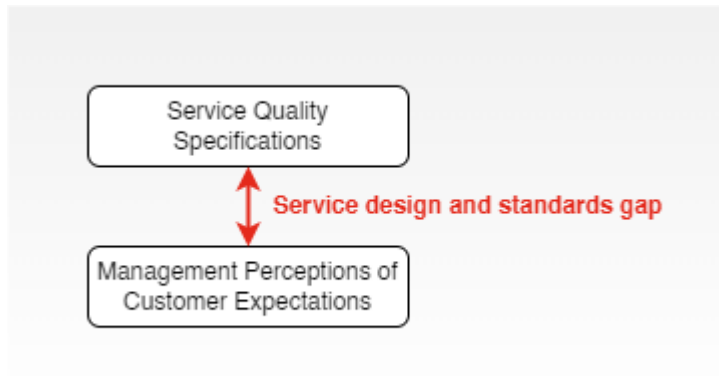 Service Quality
Specifications
Service design and standards gap
Management Perceptions of
Customer Expectations